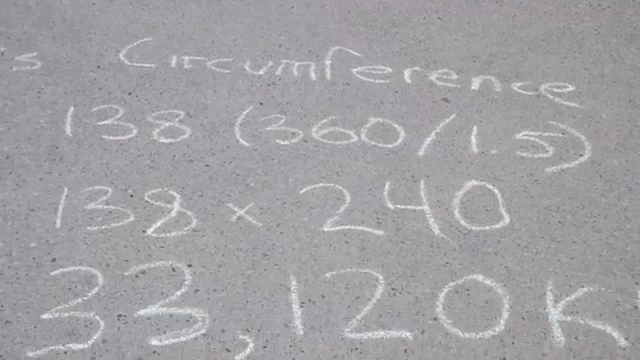 's Circumference
138 (360/1.5)
138 x 240
33,120K